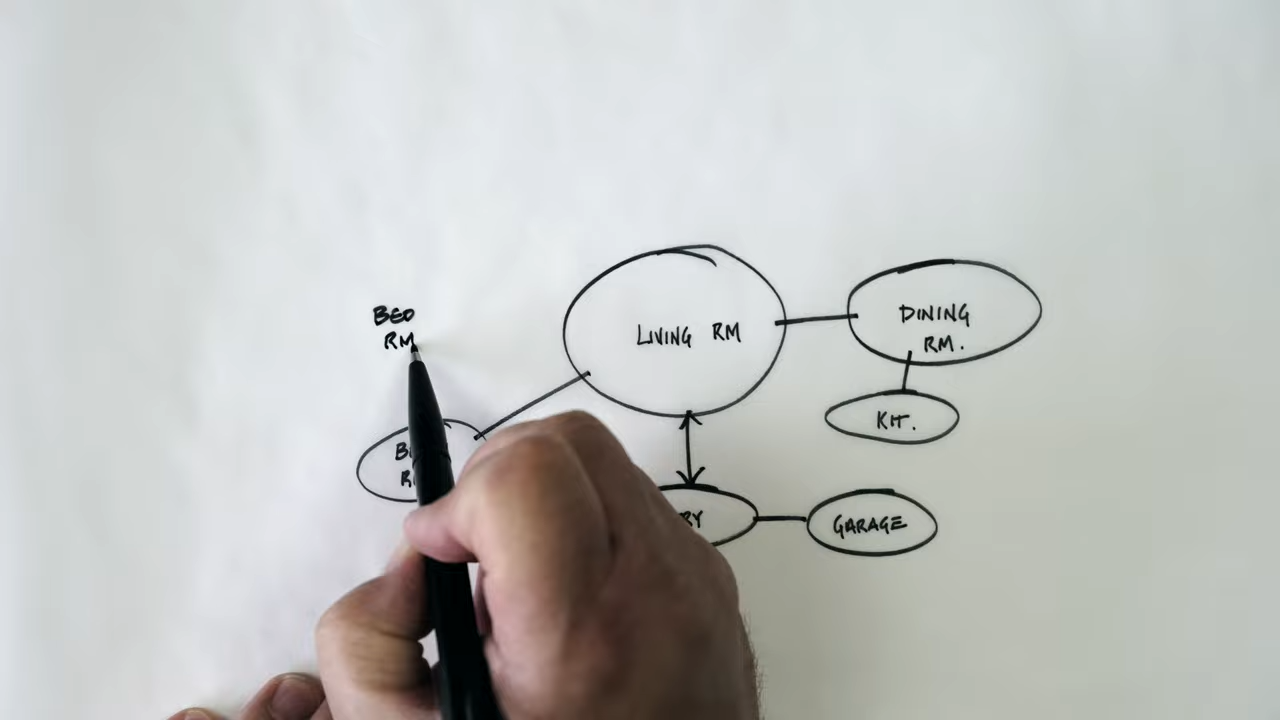 BED
RM
LIVING RM
DINING
RM.
KIT.
GARAGE